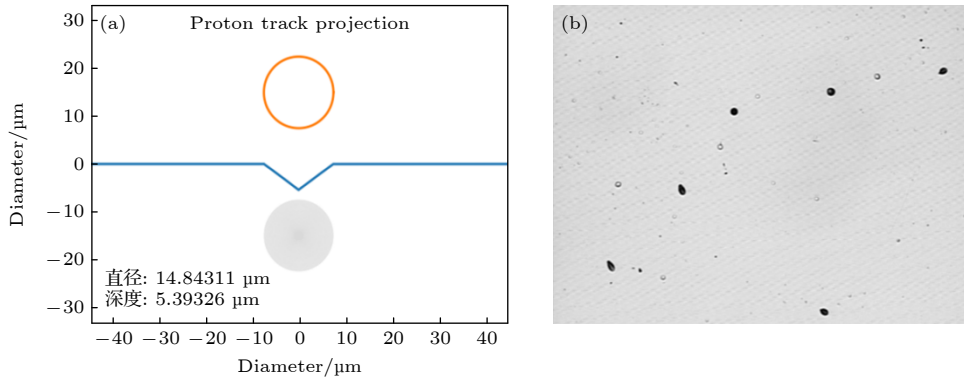 (a) Proton track projection
(b)
30
20
10
0
−10
−20
−30
Diameter/µm
直径: 14.84311 µm
深度: 5.39326 µm
−40 −30 −20 −10 0 10 20 30 40
Diameter/µm